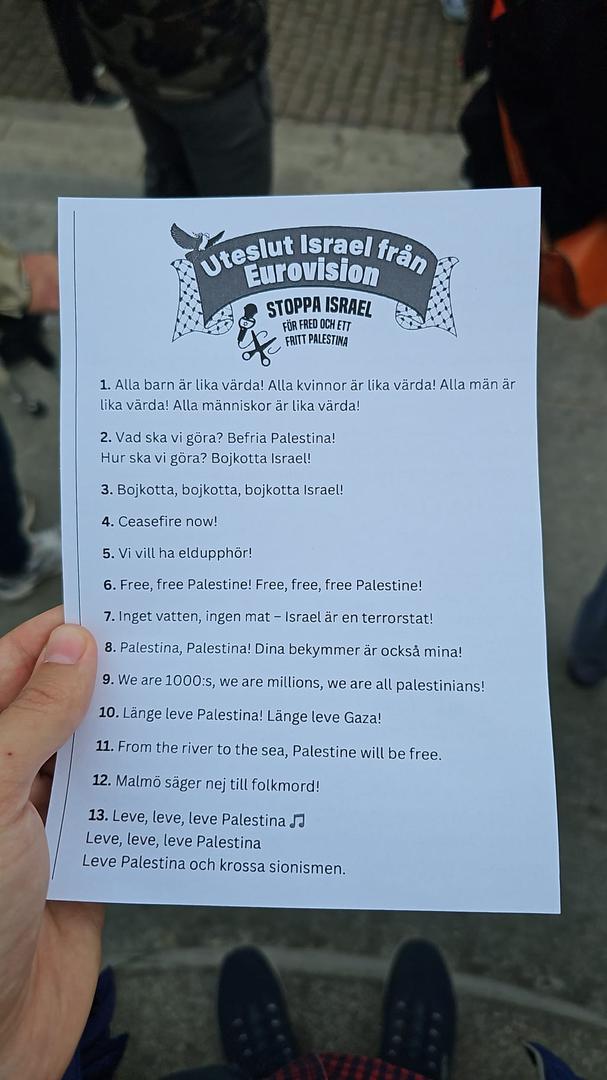 Uteslut Israel från
Eurovision
STOPPA ISRAEL
FÖR FRED OCH ETT
FRITT PALESTINA
1. Alla barn är lika värda! Alla kvinnor är lika värda! Alla män är
lika värda! Alla människor är lika värda!
2. Vad ska vi göra? Befria Palestina!
Hur ska vi göra? Bojkotta Israel!
3. Bojkotta, bojkotta, bojkotta Israel!
4. Ceasefire now!
5. Vi vill ha eldupphör!
6. Free, free Palestine! Free, free, free Palestine!
7. Inget vatten, ingen mat – Israel är en terrorstat!
8. Palestina, Palestina! Dina bekymmer är också mina!
9. We are 1000:s, we are millions, we are all palestinians!
10. Länge leve Palestina! Länge leve Gaza!
11. From the river to the sea, Palestine will be free.
12. Malmö säger nej till folkmord!
13. Leve, leve, leve Palestina 🎵
Leve, leve, leve Palestina
Leve Palestina och krossa sionismen.